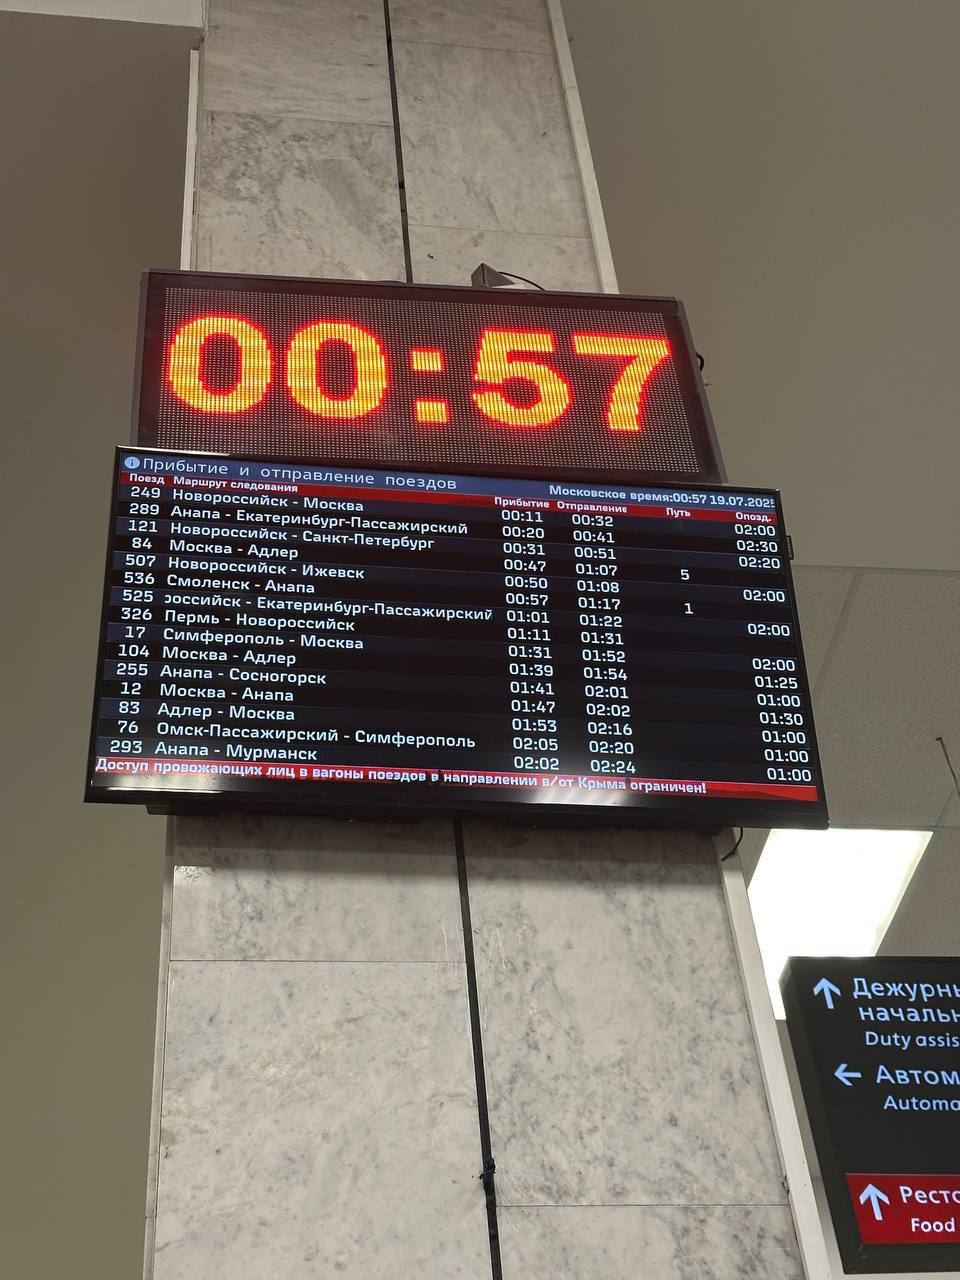 00:57
Прибытие и отправление поездов
Московское время:00:57 19.07.2025
Поезд Маршрут следования Прибытие Отправление Путь Опозд.
249 Новороссийск - Москва 00:11 00:32 02:00
289 Анапа - Екатеринбург-Пассажирский 00:20 00:41 02:30
121 Новороссийск - Санкт-Петербург 00:31 00:51 02:20
84 Москва - Адлер 00:47 01:07 5
507 Новороссийск - Ижевск 00:50 01:08 02:00
536 Смоленск - Анапа 00:57 01:17 1
525 российск - Екатеринбург-Пассажирский 01:01 01:22 02:00
326 Пермь - Новороссийск 01:11 01:31
17 Симферополь - Москва 01:31 01:52 02:00
104 Москва - Адлер 01:39 01:54 01:25
255 Анапа - Сосногорск 01:41 02:01 01:00
12 Москва - Анапа 01:47 02:02 01:30
83 Адлер - Москва 01:53 02:16 01:00
76 Омск-Пассажирский - Симферополь 02:05 02:20 01:00
293 Анапа - Мурманск 02:02 02:24 01:00
Доступ провожающих лиц в вагоны поездов в направлении в/от Крыма ограничен!
Дежурны
начальн
Duty assis
Автом
Automa
Ресто
Food